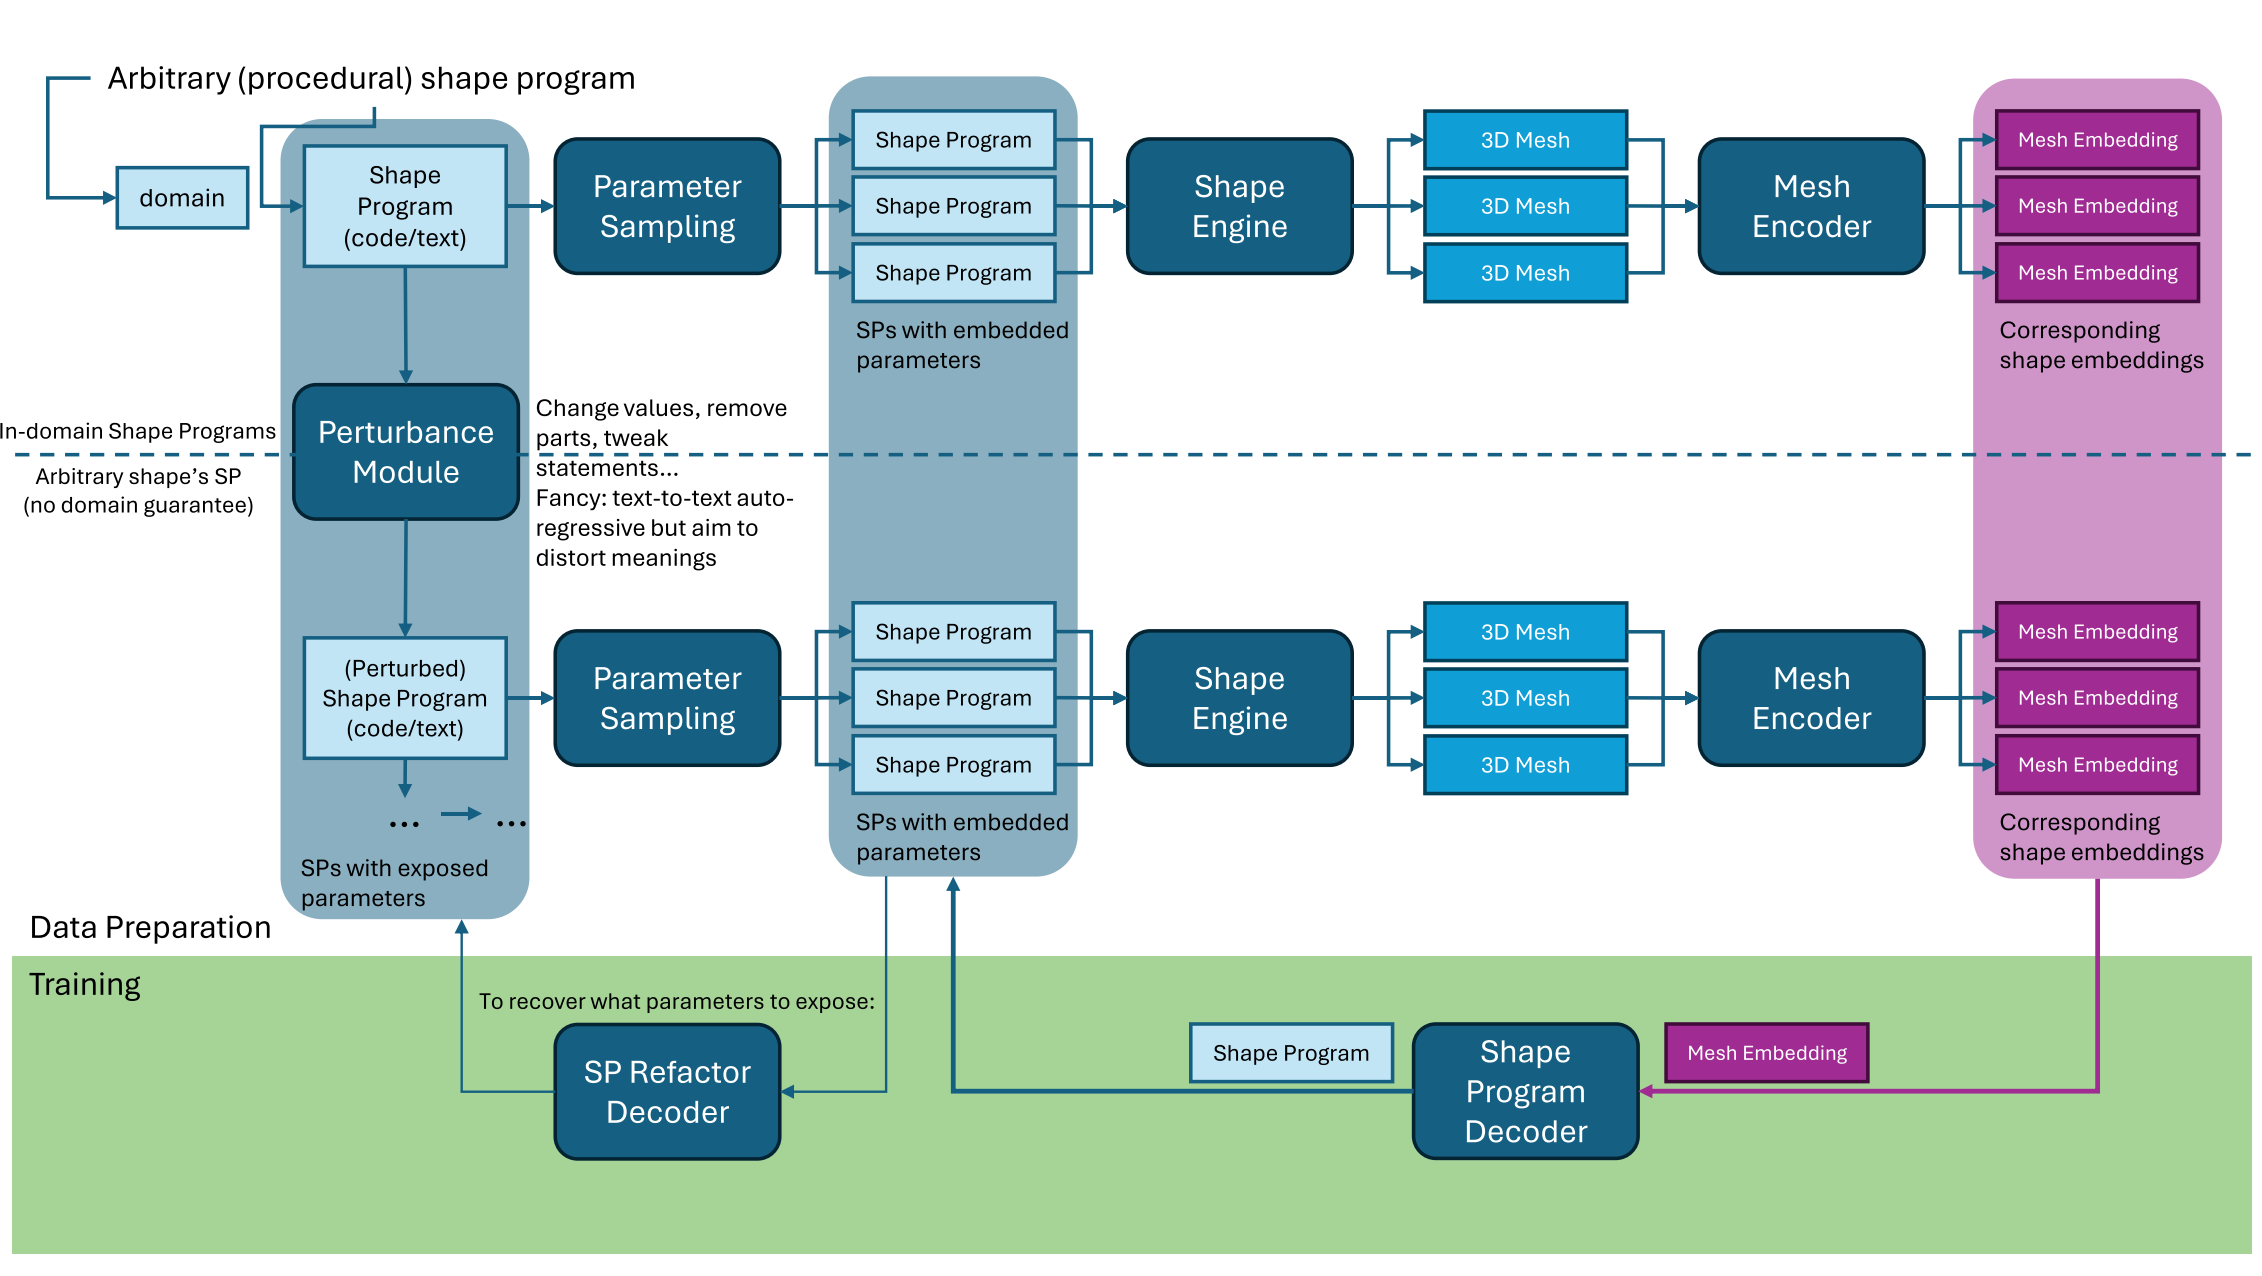 Arbitrary (procedural) shape program
domain
Shape
Program
(code/text)
Parameter
Sampling
Shape Program
Shape Program
Shape Program
SPs with embedded
parameters
Shape
Engine
3D Mesh
3D Mesh
3D Mesh
Mesh
Encoder
Mesh Embedding
Mesh Embedding
Mesh Embedding
Corresponding
shape embeddings
In-domain Shape Programs
Arbitrary shape’s SP
(no domain guarantee)
Perturbance
Module
Change values, remove
parts, tweak
statements...
Fancy: text-to-text auto-
regressive but aim to
distort meanings
(Perturbed)
Shape Program
(code/text)
... ...
SPs with exposed
parameters
Parameter
Sampling
Shape Program
Shape Program
Shape Program
SPs with embedded
parameters
Shape
Engine
3D Mesh
3D Mesh
3D Mesh
Mesh
Encoder
Mesh Embedding
Mesh Embedding
Mesh Embedding
Corresponding
shape embeddings
Data Preparation
Training
To recover what parameters to expose:
SP Refactor
Decoder
Shape Program
Shape
Program
Decoder
Mesh Embedding